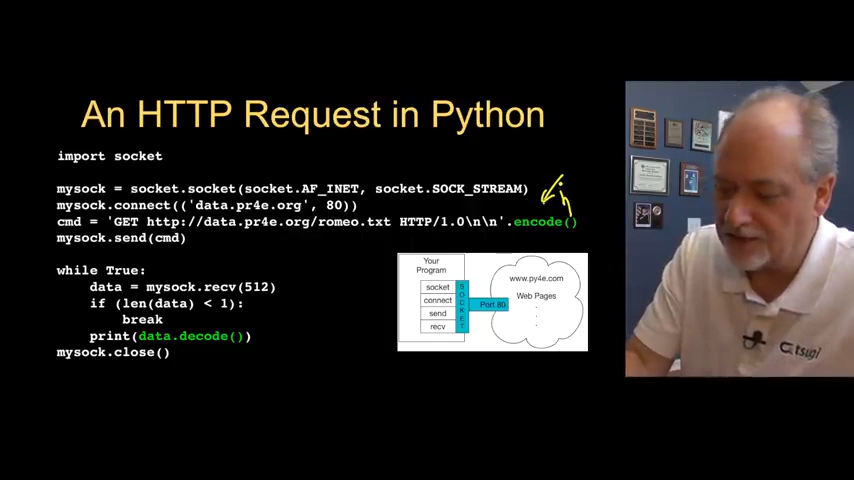 An HTTP Request in Python
import socket
mysock = socket.socket(socket.AF_INET, socket.SOCK_STREAM)
mysock.connect(('data.pr4e.org', 80))
cmd = 'GET http://data.pr4e.org/romeo.txt HTTP/1.0\n\n'.encode()
mysock.send(cmd)
while True:
    data = mysock.recv(512)
    if (len(data) < 1):
        break
    print(data.decode())
mysock.close()
Your
Program
socket
connect
send
recv
SOCKET
Port 80
www.py4e.com
Web Pages
.
.
.
tsugi